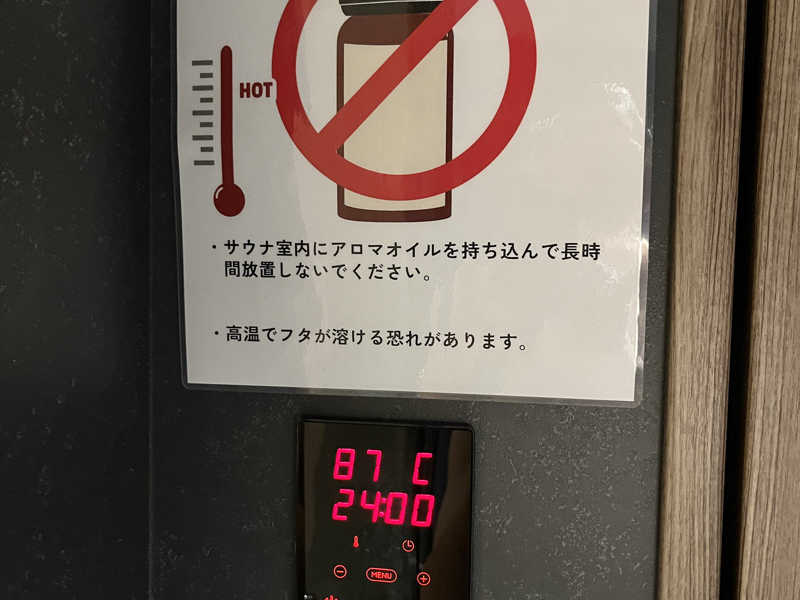 HOT
・サウナ室内にアロマオイルを持ち込んで長時
間放置しないでください。
・高温でフタが溶ける恐れがあります。
87 C
24:00
MENU